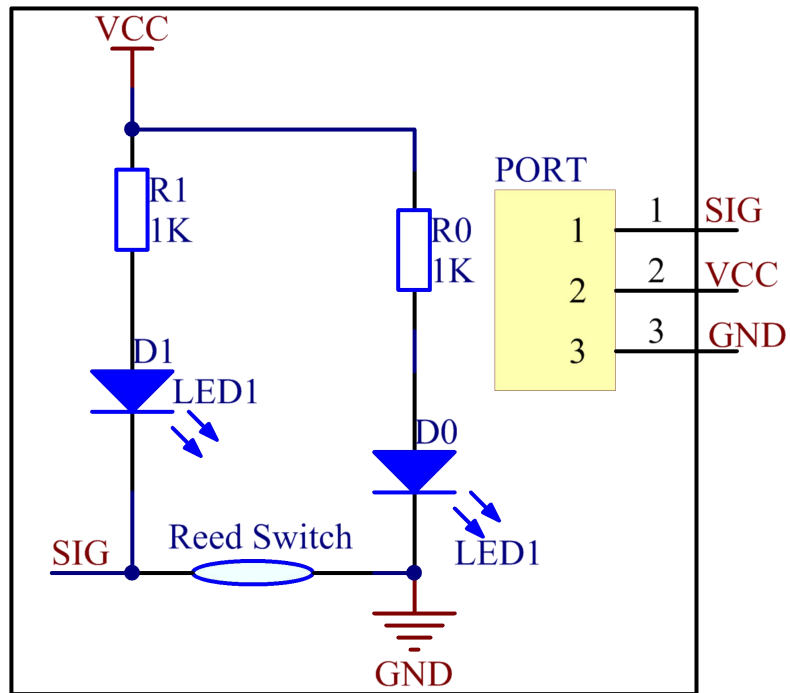 VCC
R1
1K
R0
1K
D1
LED1
D0
LED1
SIG
Reed Switch
GND
PORT
1 1 SIG
2 2 VCC
3 3 GND